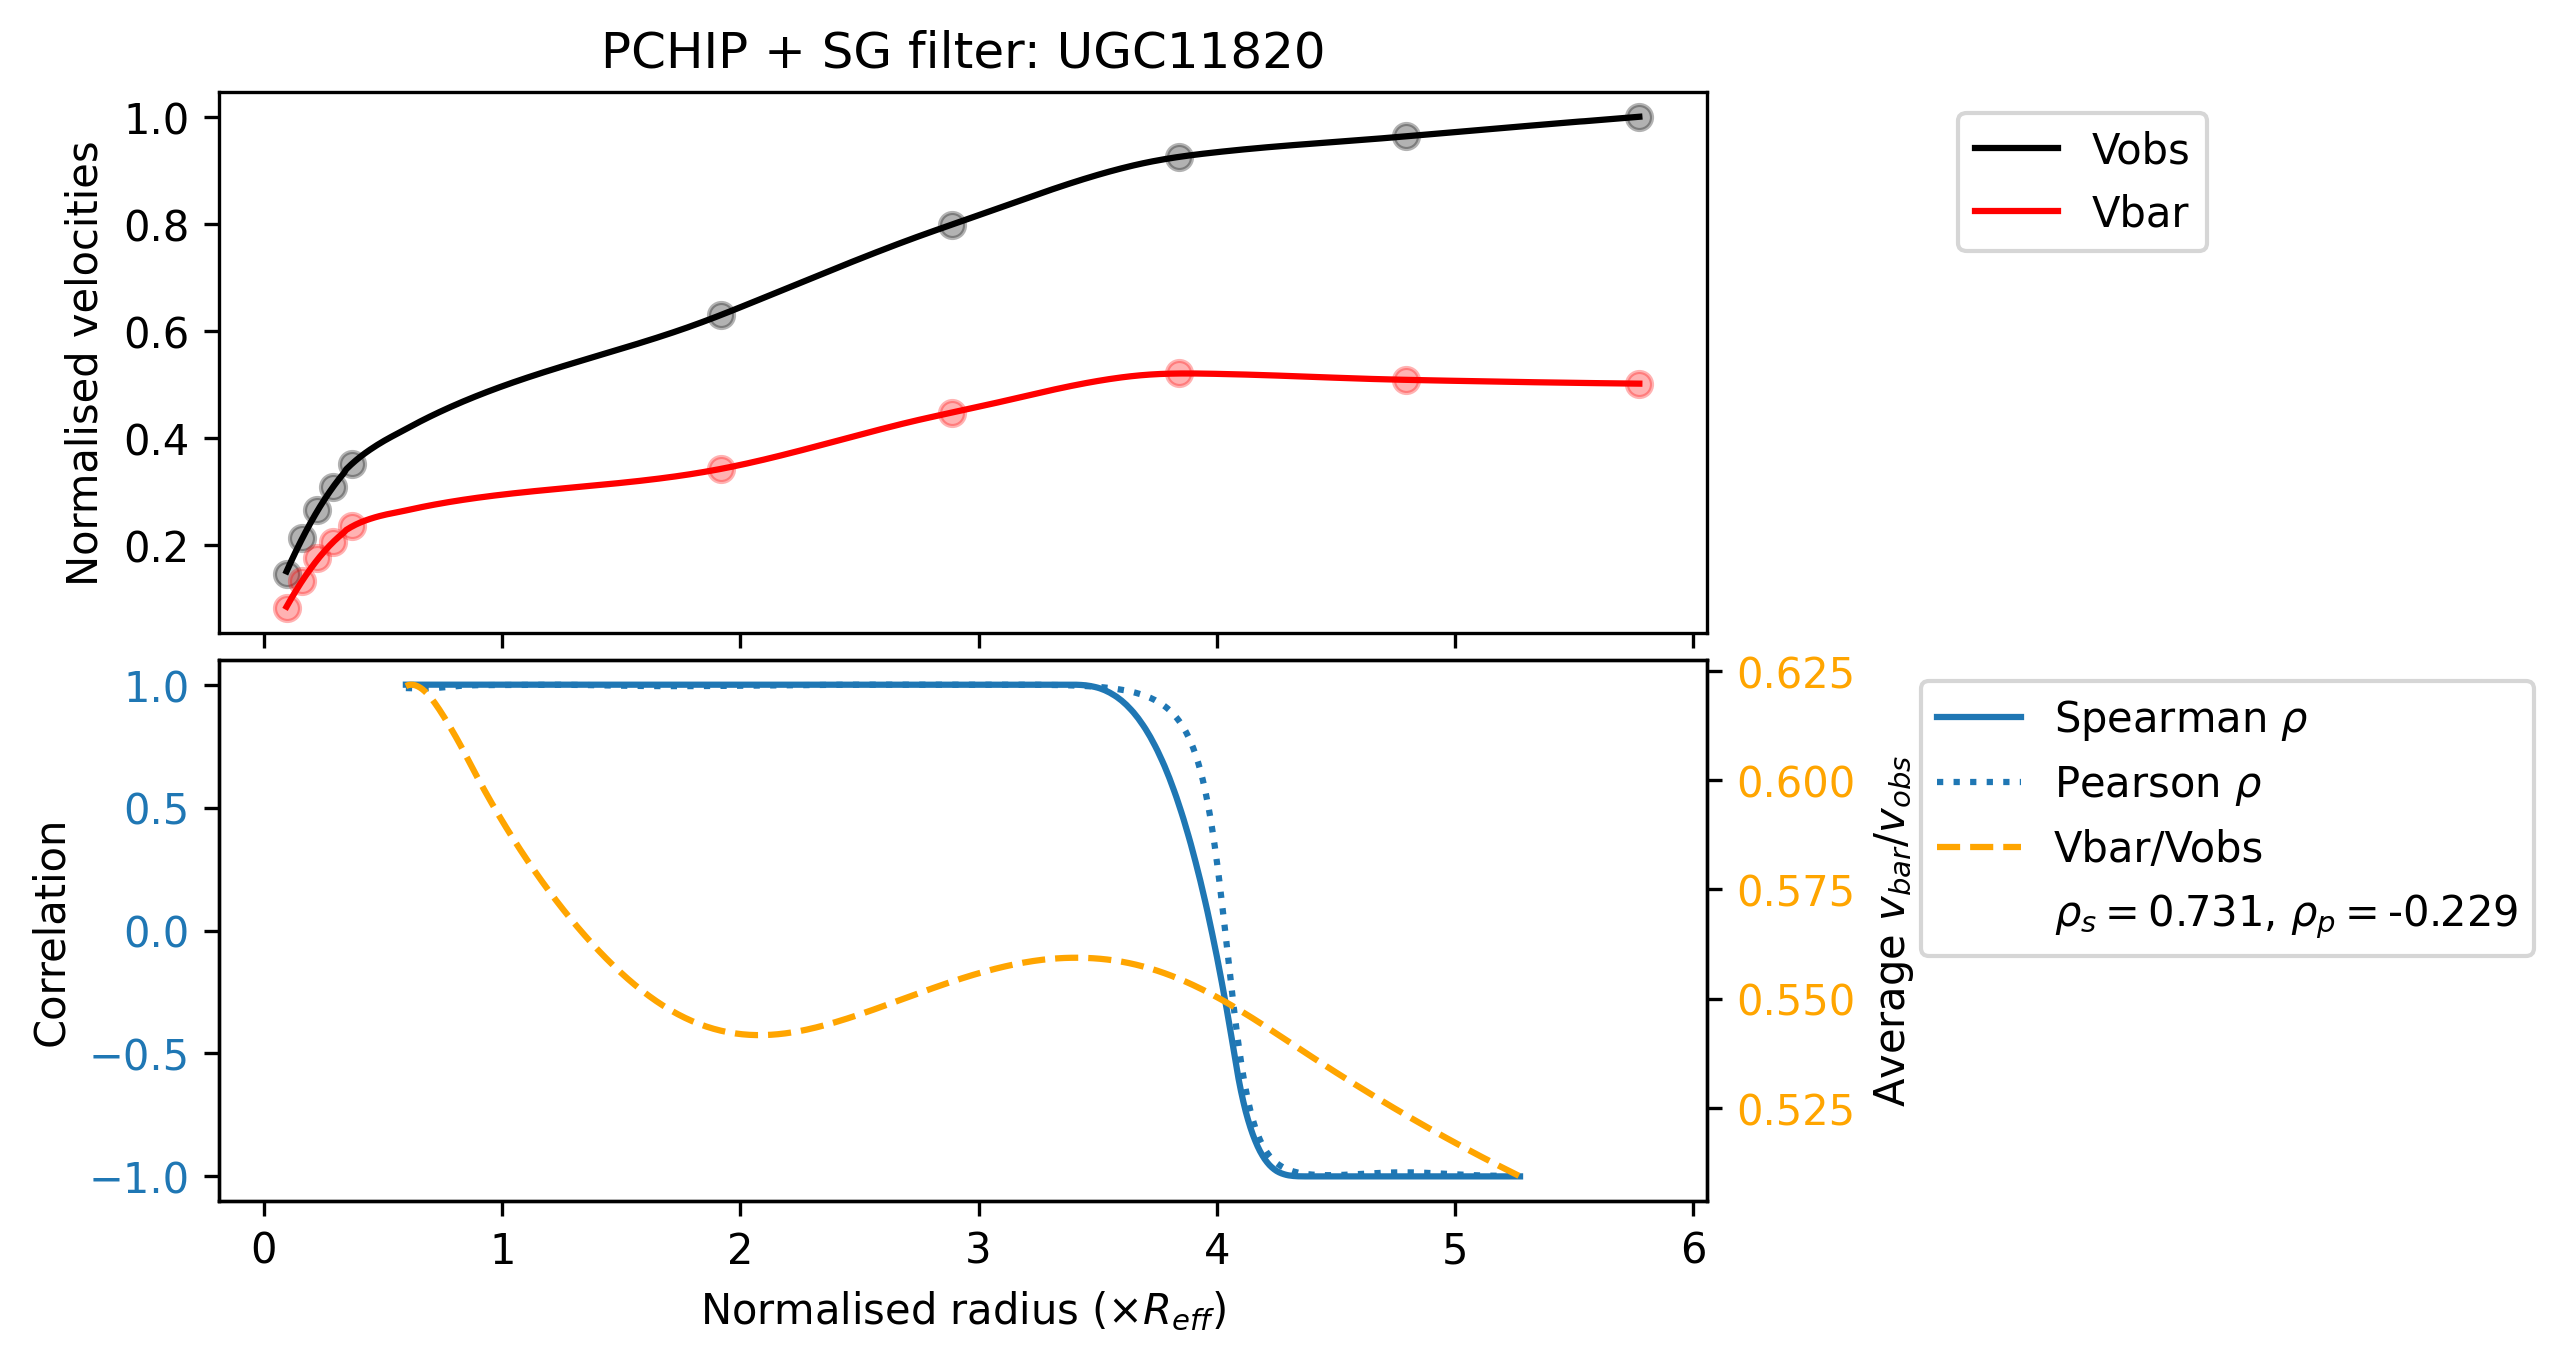 PCHIP + SG filter: UGC11820
Normalised velocities
1.0
0.8
0.6
0.4
0.2
Vobs
Vbar
Correlation
1.0
0.5
0.0
−0.5
−1.0
0.625
0.600
0.575
0.550
0.525
Average v_bar/v_obs
Spearman ρ
Pearson ρ
Vbar/Vobs
ρ_s = 0.731, ρ_p = -0.229
0 1 2 3 4 5 6
Normalised radius (×R_eff)